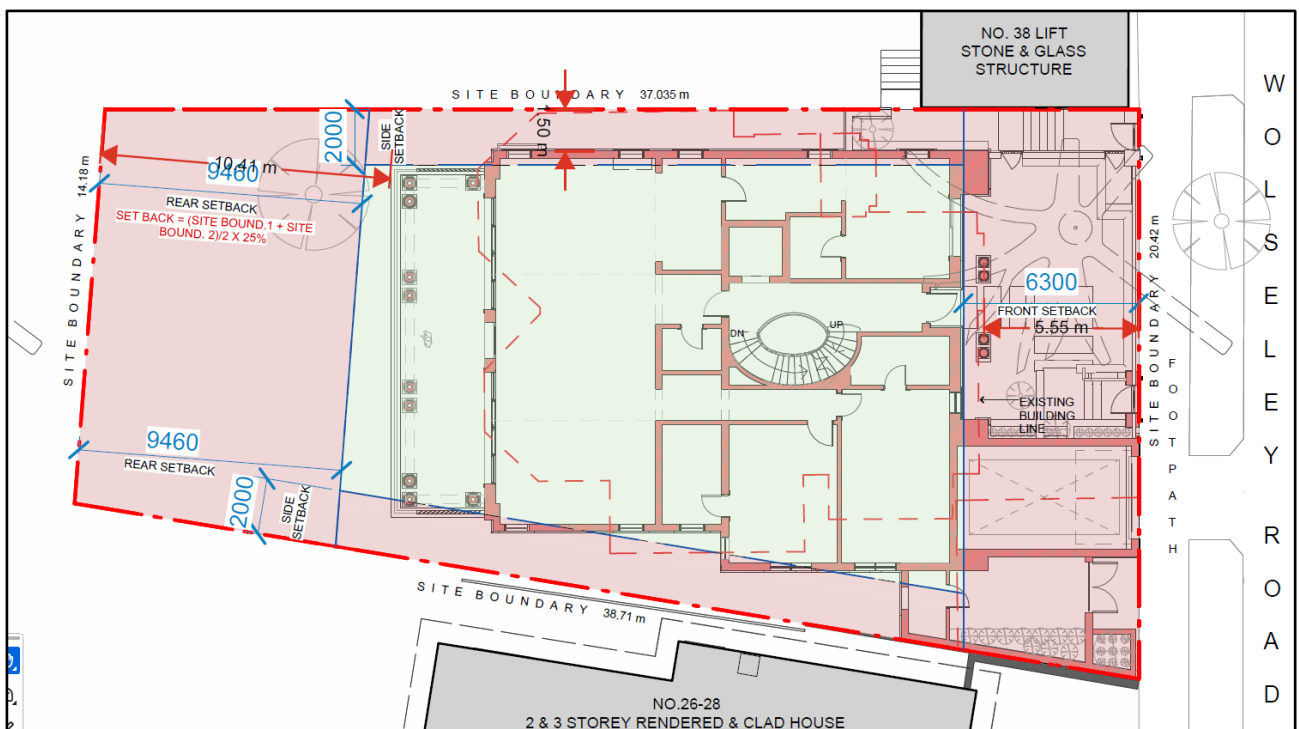 NO. 38 LIFT
STONE & GLASS
STRUCTURE
SITE BOUNDARY 37.035 m
1.50 m
2000
SIDE
SETBACK
10.41 m
9460
REAR SETBACK
SET BACK = (SITE BOUND.1 + SITE
BOUND. 2)/2 X 25%
SITE BOUNDARY 14.18m
6300
FRONT SETBACK
5.55 m
DN
UP
EXISTING
BUILDING
LINE
SITE BOUNDARY 20.42 m
FOOTPATH
WOLSELEY ROAD
9460
REAR SETBACK
2000
SIDE
SETBACK
SITE BOUNDARY 38.71 m
NO.26-28
2 & 3 STOREY RENDERED & CLAD HOUSE